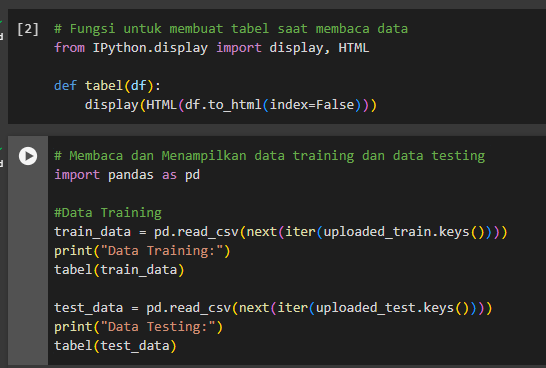 [2] # Fungsi untuk membuat tabel saat membaca data
from IPython.display import display, HTML
def tabel(df):
    display(HTML(df.to_html(index=False)))
# Membaca dan Menampilkan data training dan data testing
import pandas as pd
#Data Training
train_data = pd.read_csv(next(iter(uploaded_train.keys())))
print("Data Training:")
tabel(train_data)
test_data = pd.read_csv(next(iter(uploaded_test.keys())))
print("Data Testing:")
tabel(test_data)